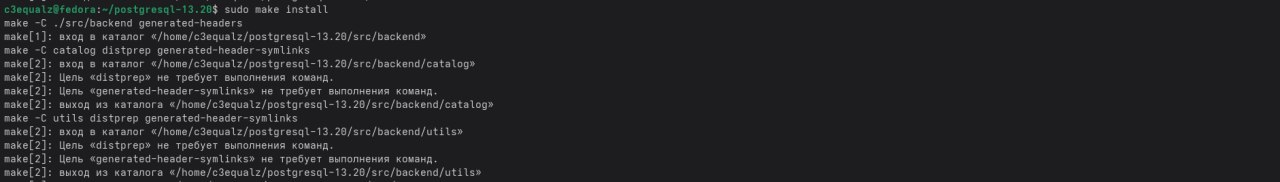 c3equalz@fedora:~/postgresql-13.20$ sudo make install
make -C ./src/backend generated-headers
make[1]: вход в каталог «/home/c3equalz/postgresql-13.20/src/backend»
make -C catalog distprep generated-header-symlinks
make[2]: вход в каталог «/home/c3equalz/postgresql-13.20/src/backend/catalog»
make[2]: Цель «distprep» не требует выполнения команд.
make[2]: Цель «generated-header-symlinks» не требует выполнения команд.
make[2]: выход из каталога «/home/c3equalz/postgresql-13.20/src/backend/catalog»
make -C utils distprep generated-header-symlinks
make[2]: вход в каталог «/home/c3equalz/postgresql-13.20/src/backend/utils»
make[2]: Цель «distprep» не требует выполнения команд.
make[2]: Цель «generated-header-symlinks» не требует выполнения команд.
make[2]: выход из каталога «/home/c3equalz/postgresql-13.20/src/backend/utils»